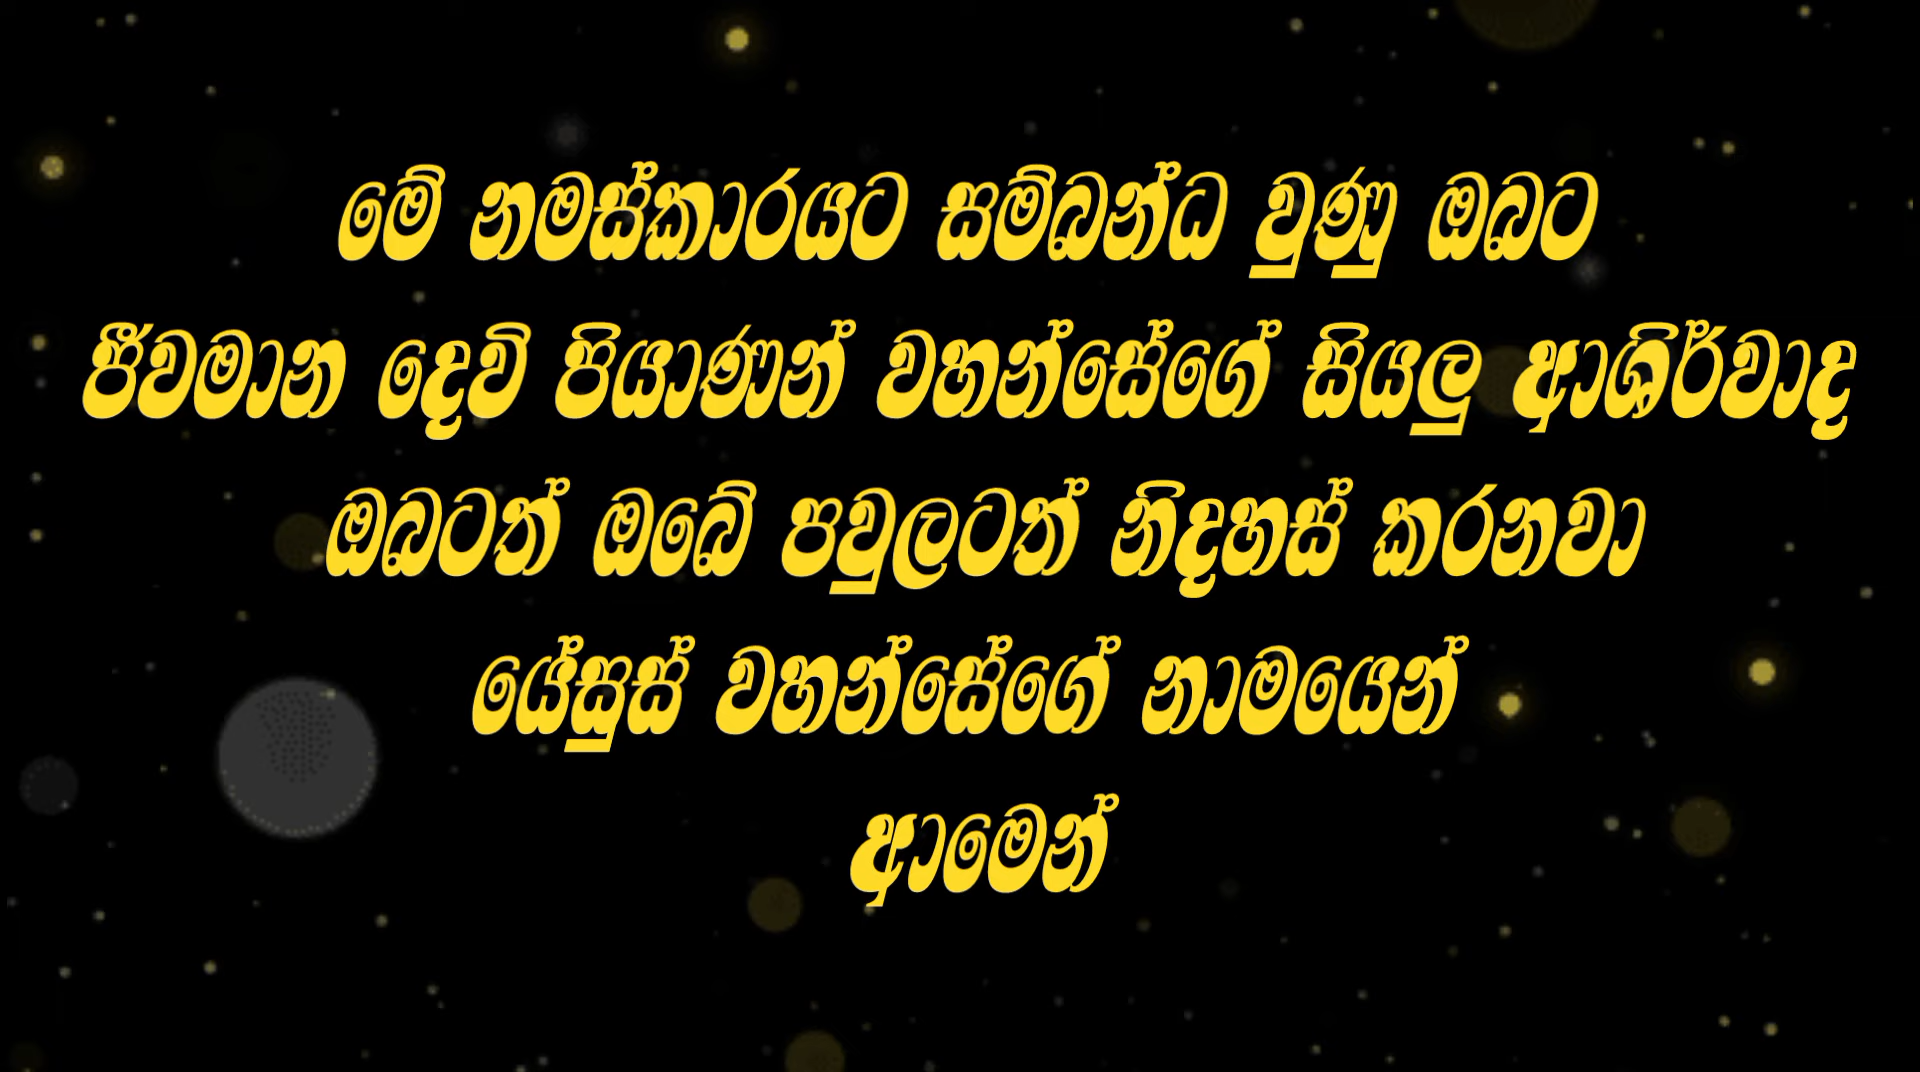 මේ නමස්කාරයට සම්බන්ධ වුණු ඔබට
ජීවමාන දෙවි පියාණන් වහන්සේගේ සියලු ආශිර්වාද
ඔබටත් ඔබේ පවුලටත් නිදහස් කරනවා
යේසුස් වහන්සේගේ නාමයෙන්
ආමෙන්